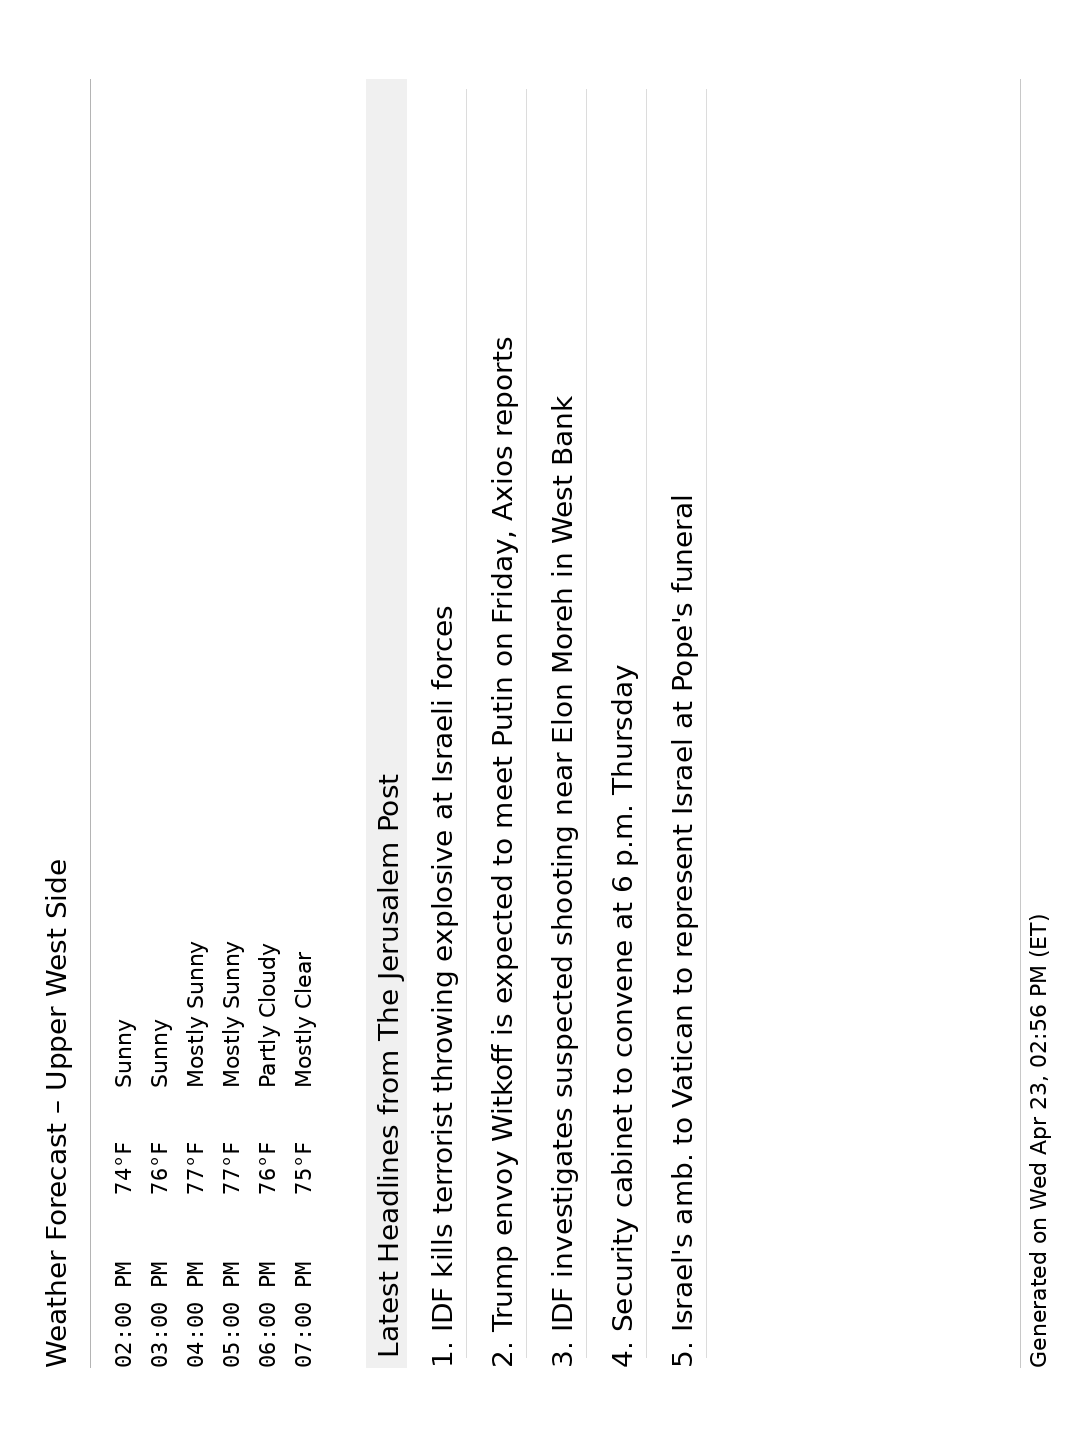 Weather Forecast – Upper West Side
02:00 PM 74°F Sunny
03:00 PM 76°F Sunny
04:00 PM 77°F Mostly Sunny
05:00 PM 77°F Mostly Sunny
06:00 PM 76°F Partly Cloudy
07:00 PM 75°F Mostly Clear
Latest Headlines from The Jerusalem Post
1. IDF kills terrorist throwing explosive at Israeli forces
2. Trump envoy Witkoff is expected to meet Putin on Friday, Axios reports
3. IDF investigates suspected shooting near Elon Moreh in West Bank
4. Security cabinet to convene at 6 p.m. Thursday
5. Israel's amb. to Vatican to represent Israel at Pope's funeral
Generated on Wed Apr 23, 02:56 PM (ET)